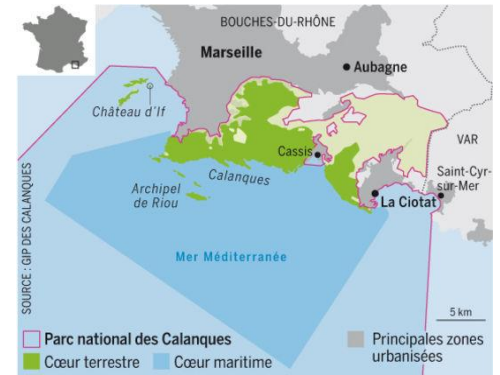 BOUCHES-DU-RHÔNE
Marseille
Aubagne
Château d'If
VAR
Cassis
Saint-Cyr-
sur-Mer
Calanques
Archipel
de Riou
La Ciotat
Mer Méditerranée
SOURCE : GIP DES CALANQUES
5 km
Parc national des Calanques
Cœur terrestre
Cœur maritime
Principales zones
urbanisées